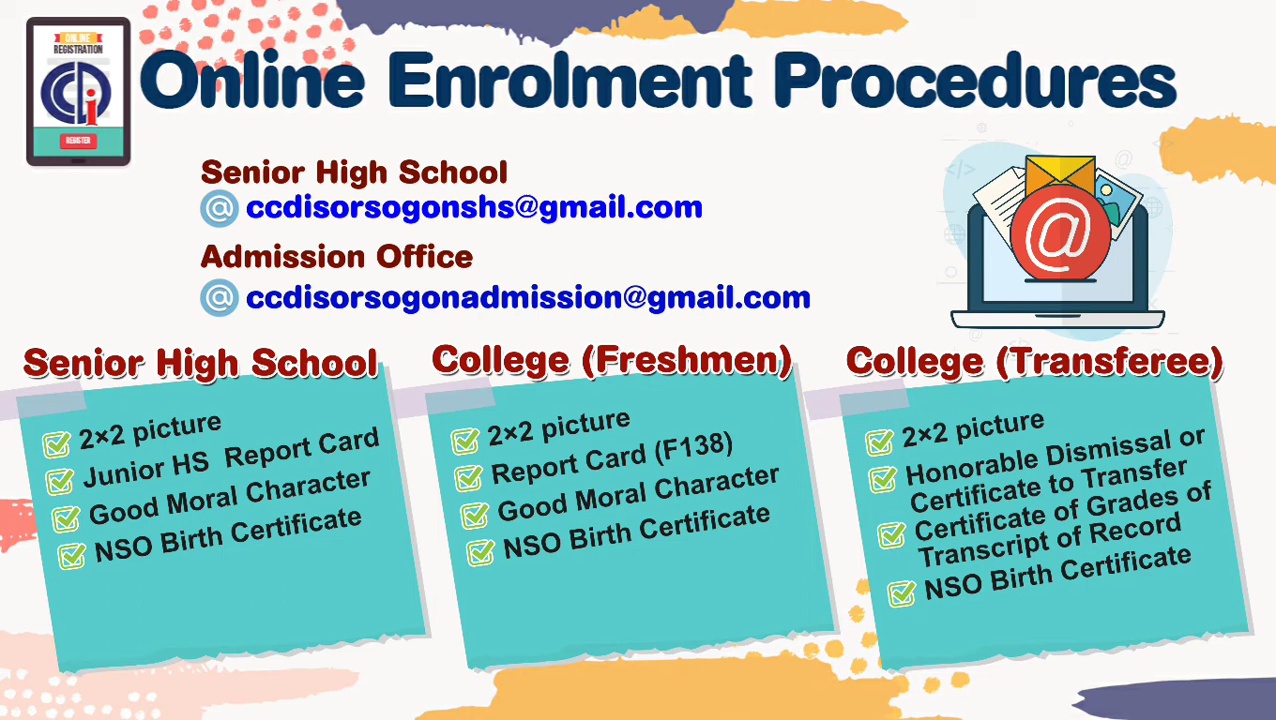 ONLINE
REGISTRATION
CCDi
REGISTER
Online Enrolment Procedures
Senior High School
@ ccdisorsogonshs@gmail.com
Admission Office
@ ccdisorsogonadmission@gmail.com
@
Senior High School
2×2 picture
Junior HS Report Card
Good Moral Character
NSO Birth Certificate
College (Freshmen)
2×2 picture
Report Card (F138)
Good Moral Character
NSO Birth Certificate
College (Transferee)
2×2 picture
Honorable Dismissal or
Certificate to Transfer
Certificate of Grades of
Transcript of Record
NSO Birth Certificate